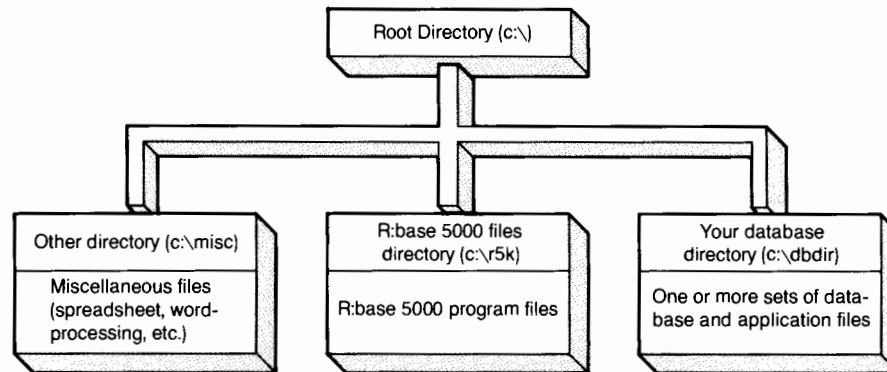 Root Directory (c:\)
Other directory (c:\misc)
Miscellaneous files
(spreadsheet, word-
processing, etc.)
R:base 5000 files
directory (c:\r5k)
R:base 5000 program files
Your database
directory (c:\dbdir)
One or more sets of data-
base and application files